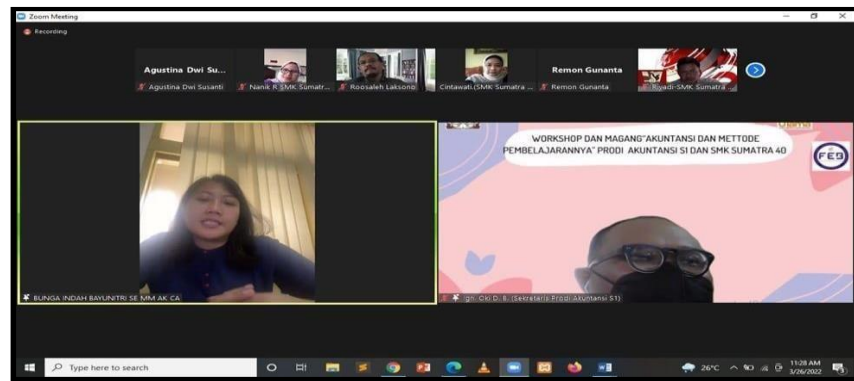 Zoom Meeting
Recording
Agustina Dwi Su...
Remon Gunanta
Agustina Dwi Susanti
Nanik R SMK Sumatr...
Roosaleh Laksono
Cintawati.(SMK Sumatra ...
Remon Gunanta
Riyadi-SMK Sumatra
Utama
WORKSHOP DAN MAGANG"AKUNTANSI DAN METTODE
PEMBELAJARANNYA" PRODI AKUNTANSI S1 DAN SMK SUMATRA 40
FEB
BUNGA INDAH BAYUNITRI SE MM AK CA
gn. Oki D. B. (Sekretaris Prodi Akuntansi S1)
Type here to search
26°C
11:28 AM
3/26/2022